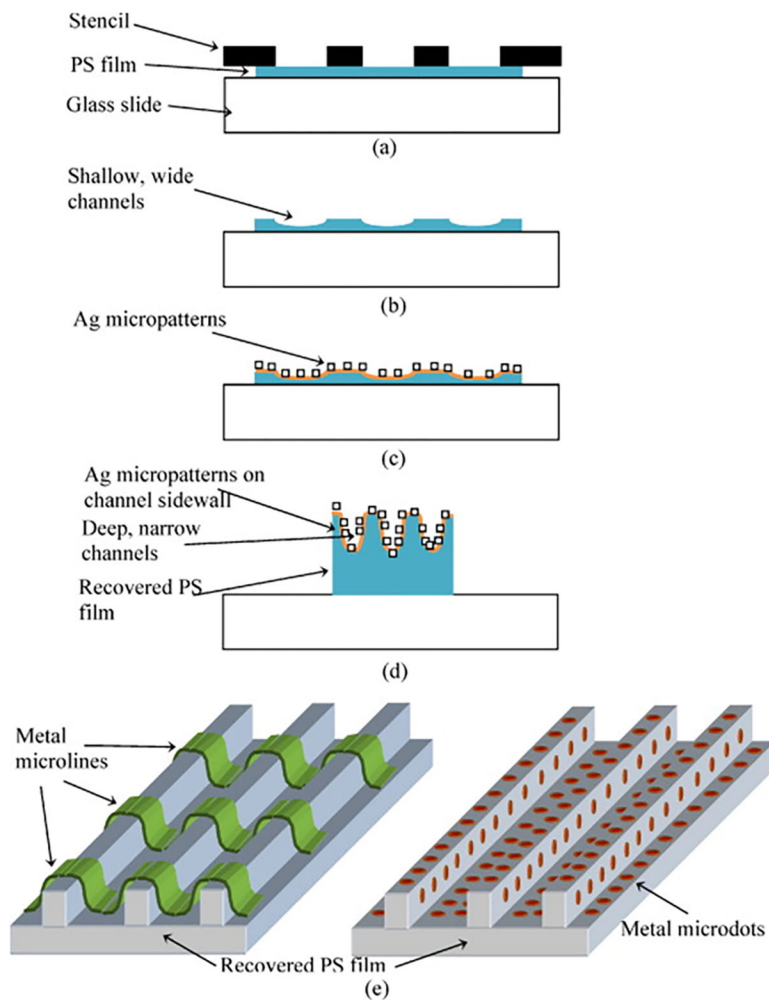 Stencil
PS film
Glass slide
(a)
Shallow, wide
channels
(b)
Ag micropatterns
(c)
Ag micropatterns on
channel sidewall
Deep, narrow
channels
Recovered PS
film
(d)
Metal
microlines
Metal microdots
Recovered PS film
(e)